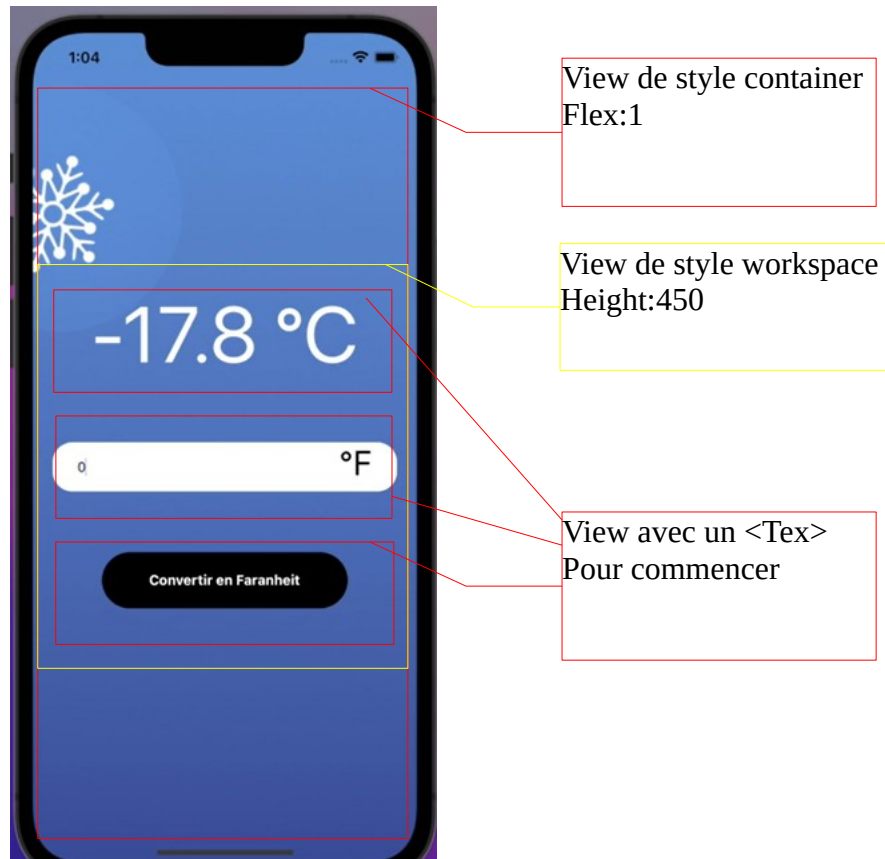 1:04
View de style container
Flex:1
View de style workspace
Height:450
-17.8 °C
0
°F
View avec un <Tex>
Pour commencer
Convertir en Faranheit